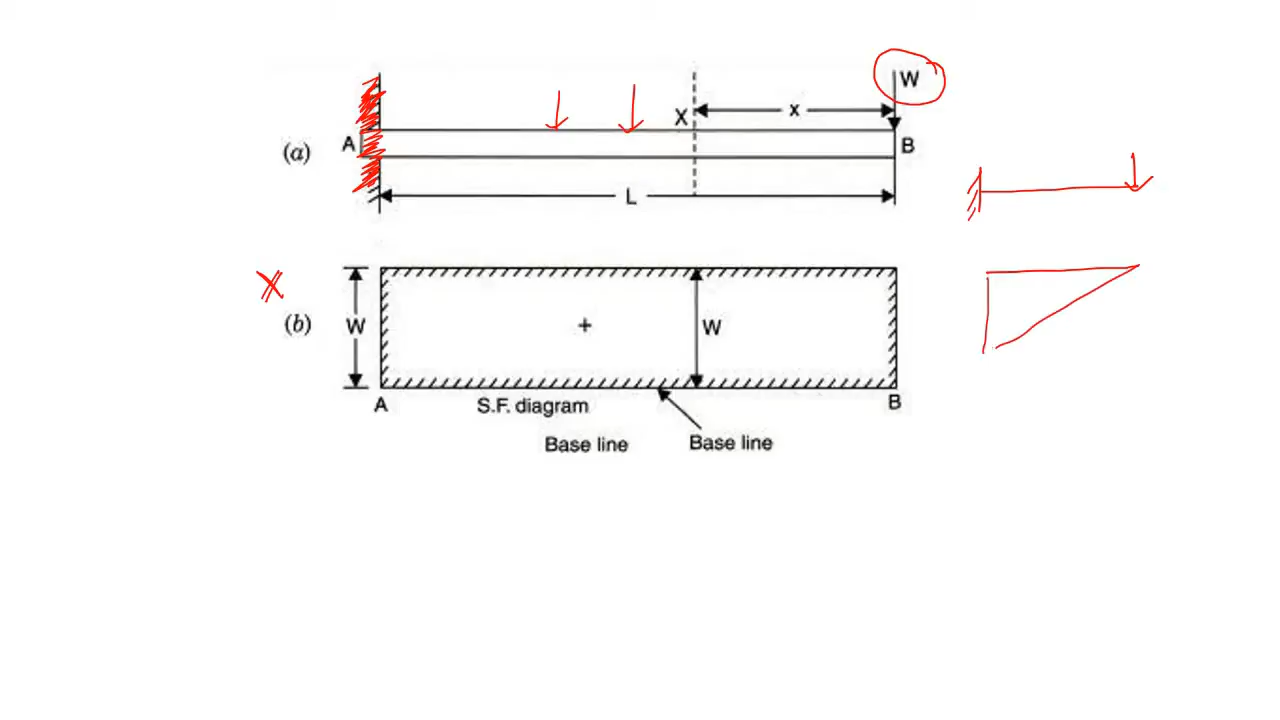 W
X x
A B
(a)
L
(b) W + W
A B
S.F. diagram
Base line Base line